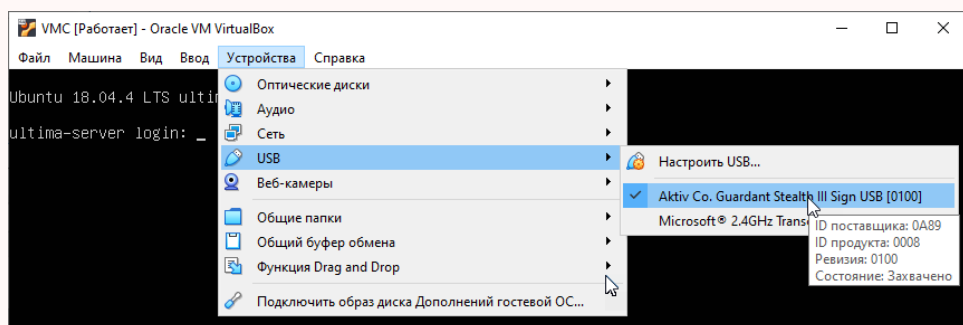 VMC [Работает] - Oracle VM VirtualBox
Файл Машина Вид Ввод Устройства Справка
Ubuntu 18.04.4 LTS
ultima-server login: _
Оптические диски
Аудио
Сеть
USB
Веб-камеры
Общие папки
Общий буфер обмена
Функция Drag and Drop
Подключить образ диска Дополнений гостевой ОС...
Настроить USB...
Aktiv Co. Guardant Stealth III Sign USB [0100]
Microsoft® 2.4GHz
ID поставщика: 0A89
ID продукта: 0008
Ревизия: 0100
Состояние: Захвачено